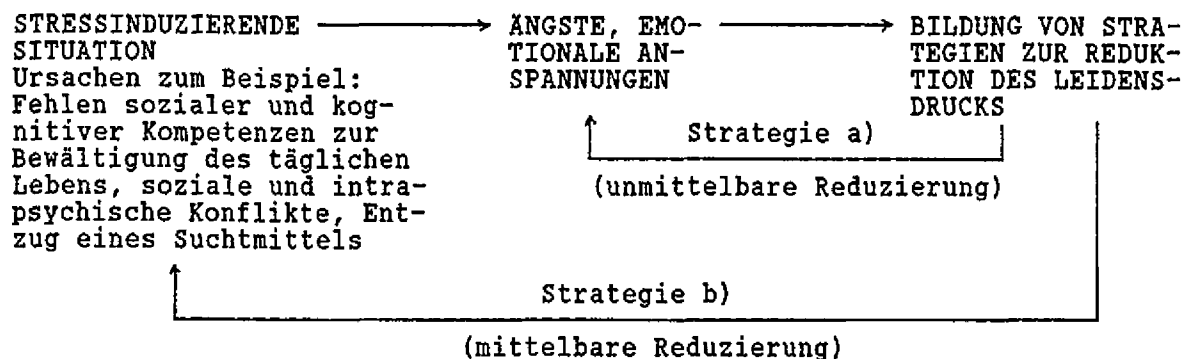 STRESSINDUZIERENDE
SITUATION
Ursachen zum Beispiel:
Fehlen sozialer und kog-
nitiver Kompetenzen zur
Bewältigung des täglichen
Lebens, soziale und intra-
psychische Konflikte, Ent-
zug eines Suchtmittels
ÄNGSTE, EMO-
TIONALE AN-
SPANNUNGEN
BILDUNG VON STRA-
TEGIEN ZUR REDUK-
TION DES LEIDENS-
DRUCKS
Strategie a)
(unmittelbare Reduzierung)
Strategie b)
(mittelbare Reduzierung)